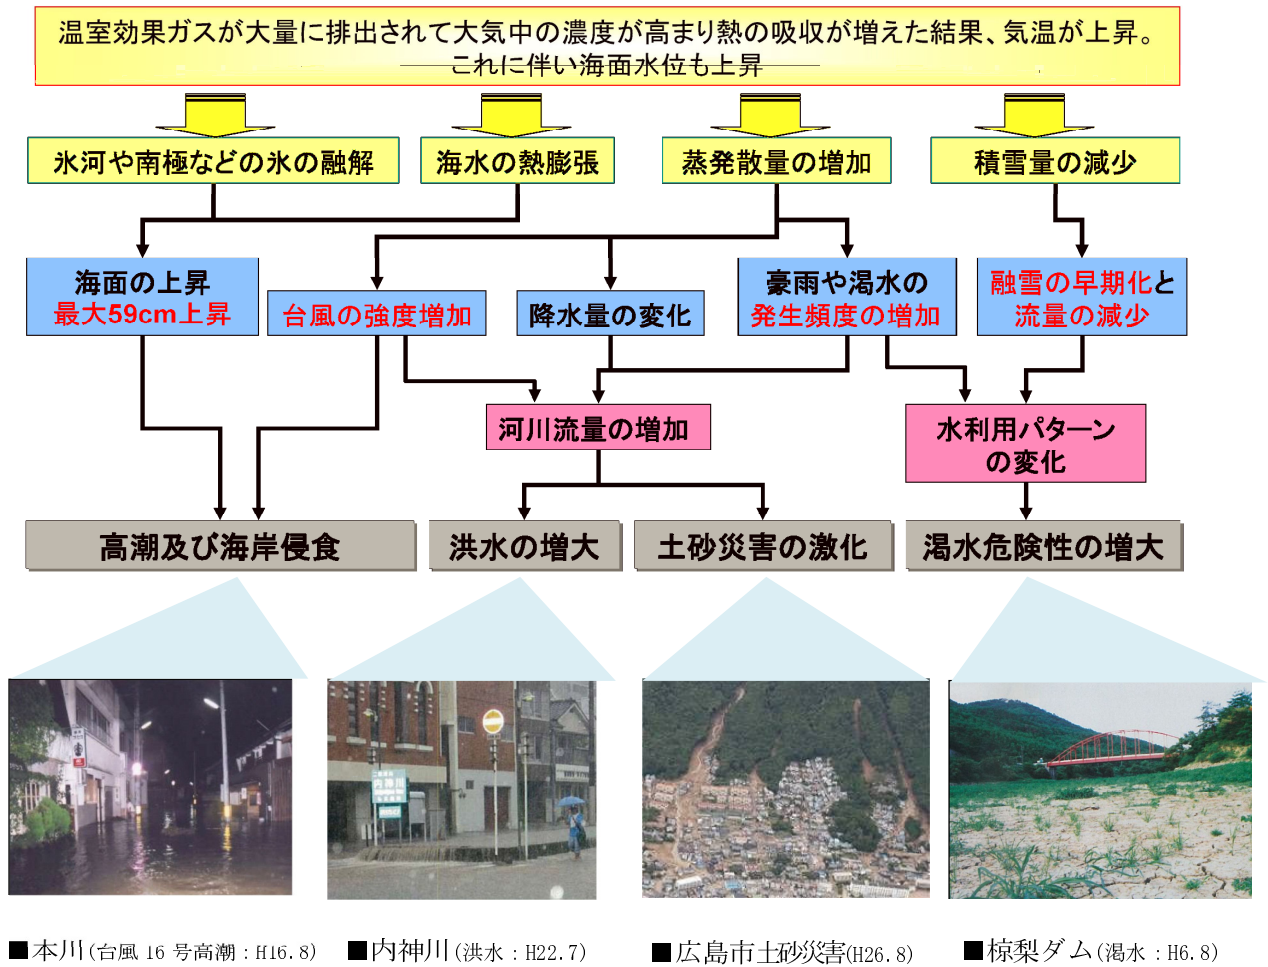 温室効果ガスが大量に排出されて大気中の濃度が高まり熱の吸収が増えた結果、気温が上昇。
これに伴い海面水位も上昇
氷河や南極などの氷の融解
海水の熱膨張
蒸発散量の増加
積雪量の減少
海面の上昇
最大59cm上昇
台風の強度増加
降水量の変化
豪雨や渇水の
発生頻度の増加
融雪の早期化と
流量の減少
河川流量の増加
水利用パターン
の変化
高潮及び海岸侵食
洪水の増大
土砂災害の激化
渇水危険性の増大
内神川
■本川(台風16号高潮：H16.8)
■内神川(洪水：H22.7)
■広島市土砂災害(H26.8)
■椋梨ダム(渇水：H6.8)